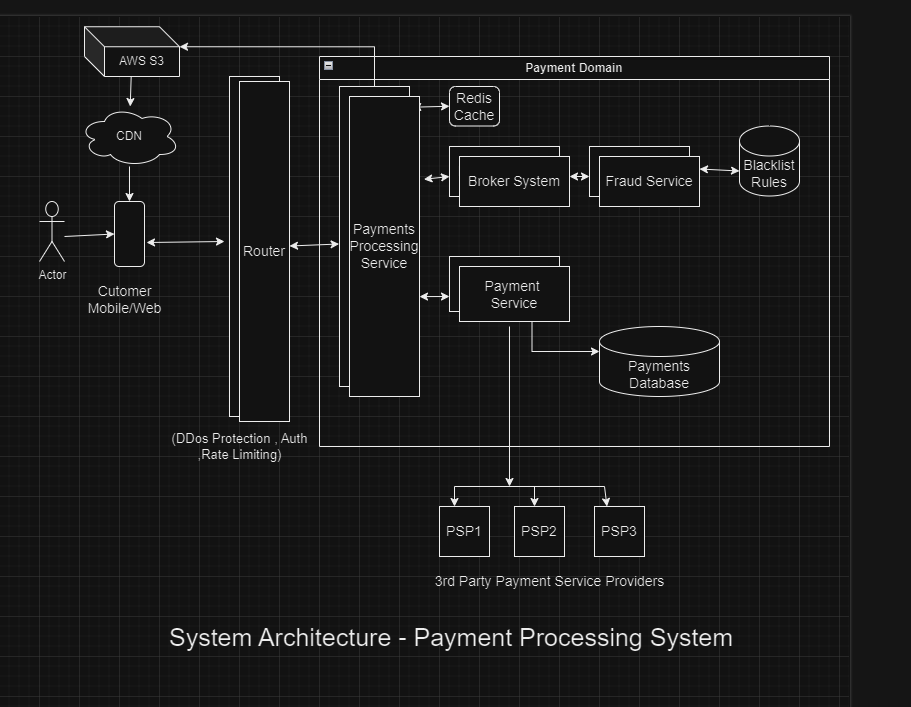 AWS S3
Payment Domain
CDN
Redis
Cache
Broker System
Fraud Service
Blacklist
Rules
Actor
Cutomer
Mobile/Web
Router
Payments
Processing
Service
Payment
Service
Payments
Database
(DDos Protection , Auth
,Rate Limiting)
PSP1
PSP2
PSP3
3rd Party Payment Service Providers
System Architecture - Payment Processing System